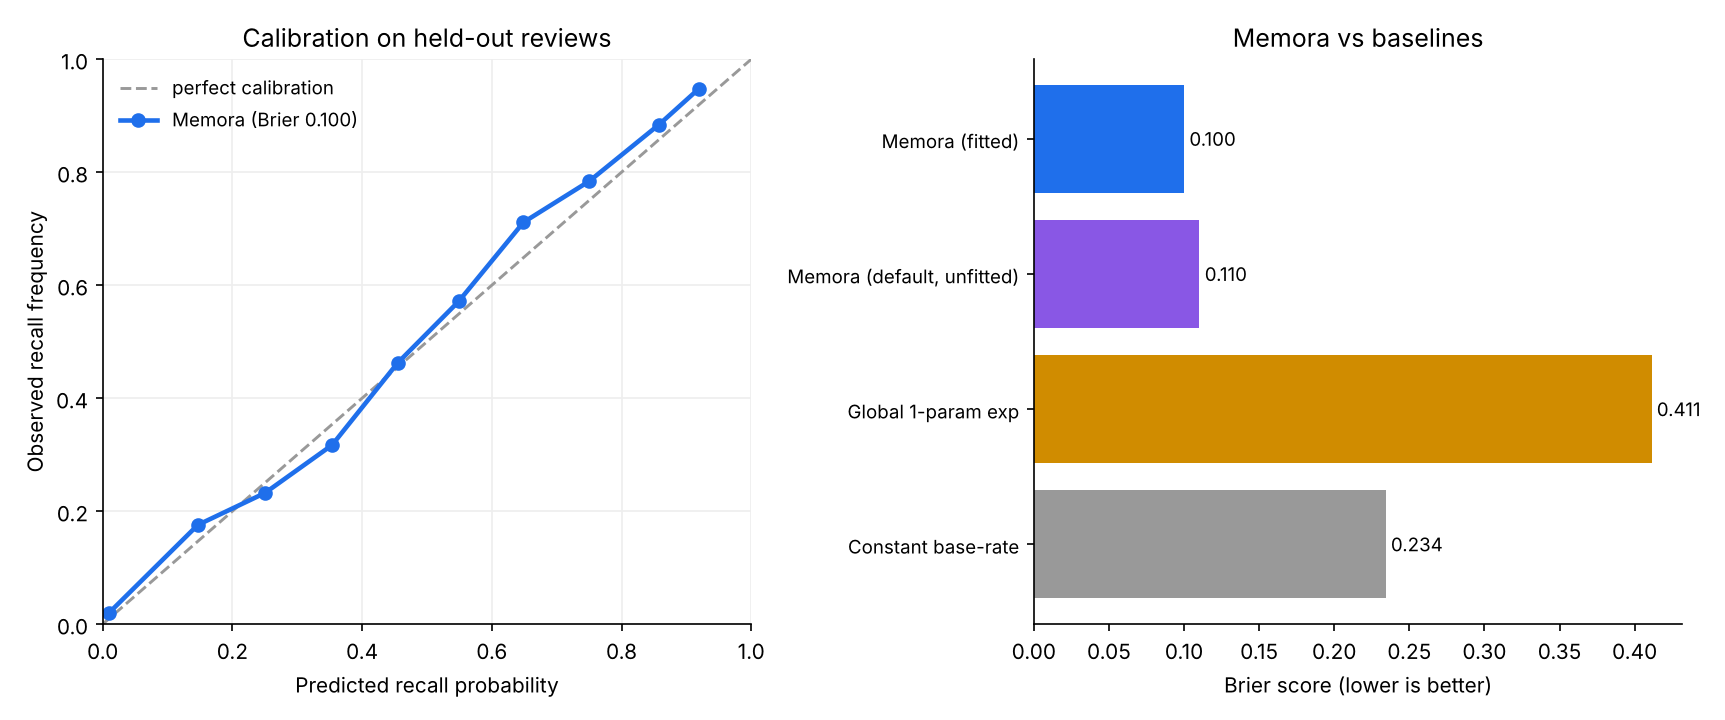 Calibration on held-out reviews
perfect calibration
Memora (Brier 0.100)
Observed recall frequency
1.0
0.8
0.6
0.4
0.2
0.0
0.0 0.2 0.4 0.6 0.8 1.0
Predicted recall probability
Memora vs baselines
Memora (fitted) 0.100
Memora (default, unfitted) 0.110
Global 1-param exp 0.411
Constant base-rate 0.234
0.00 0.05 0.10 0.15 0.20 0.25 0.30 0.35 0.40
Brier score (lower is better)